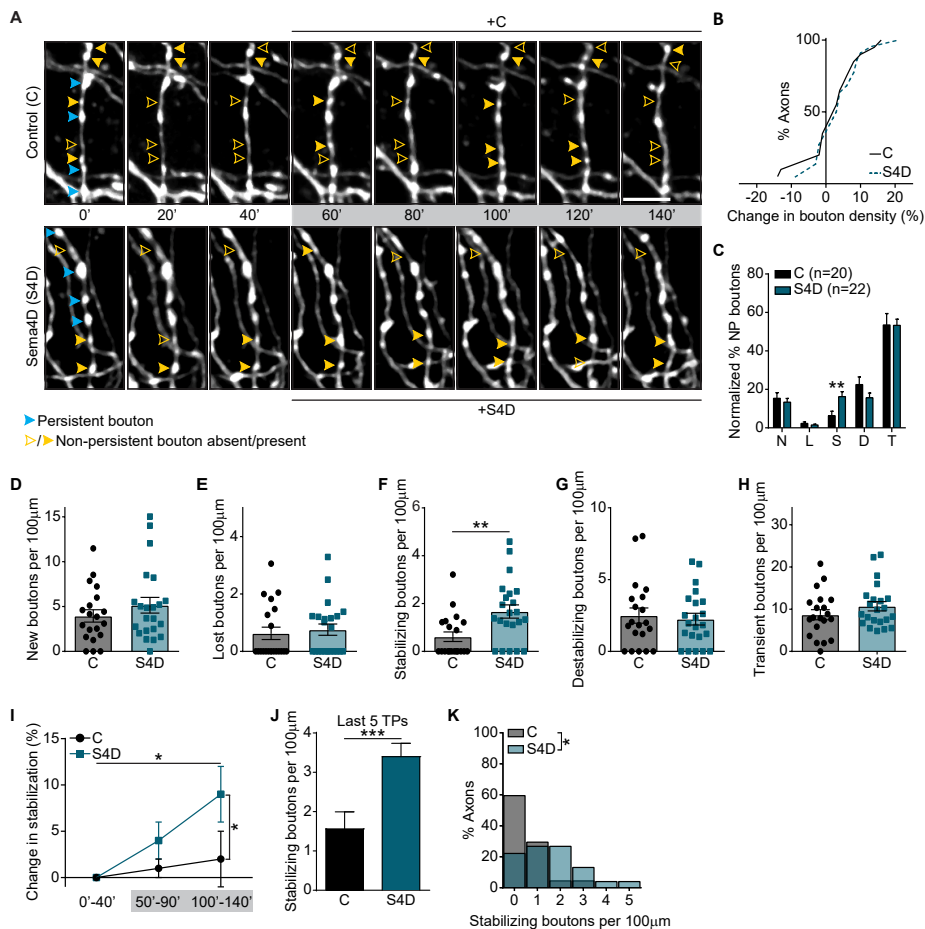 A
+C
Control (C)
0'
20'
40'
60'
80'
100'
120'
140'
Sema4D (S4D)
+S4D
Persistent bouton
/ Non-persistent bouton absent/present
B
% Axons
100
50
C
S4D
-20
-10
0
10
20
Change in bouton density (%)
C
Normalized % NP boutons
80
60
40
20
0
C (n=20)
S4D (n=22)
**
N
L
S
D
T
D
New boutons per 100μm
15
10
5
0
C
S4D
E
Lost boutons per 100μm
4
2
0
C
S4D
F
Stabilizing boutons per 100μm
6
4
2
0
**
C
S4D
G
Destabilizing boutons per 100μm
10
5
0
C
S4D
H
Transient boutons per 100μm
30
20
10
0
C
S4D
I
Change in stabilization (%)
15
10
5
0
C
S4D
*
*
0'-40'
50'-90'
100'-140'
J
Last 5 TPs
Stabilizing boutons per 100μm
4
3
2
1
0
***
C
S4D
K
C
S4D
*
% Axons
100
80
60
40
20
0
0
1
2
3
4
5
Stabilizing boutons per 100μm